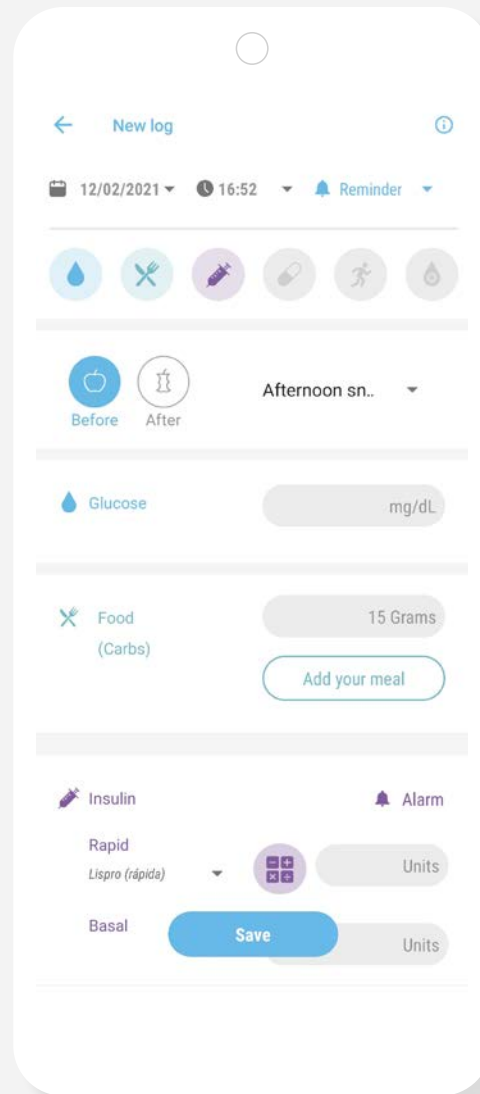 New log
12/02/2021 16:52 Reminder
Before After
Afternoon sn..
Glucose mg/dL
Food
(Carbs)
15 Grams
Add your meal
Insulin Alarm
Rapid
Lispro (rápida)
Units
Basal
Save
Units